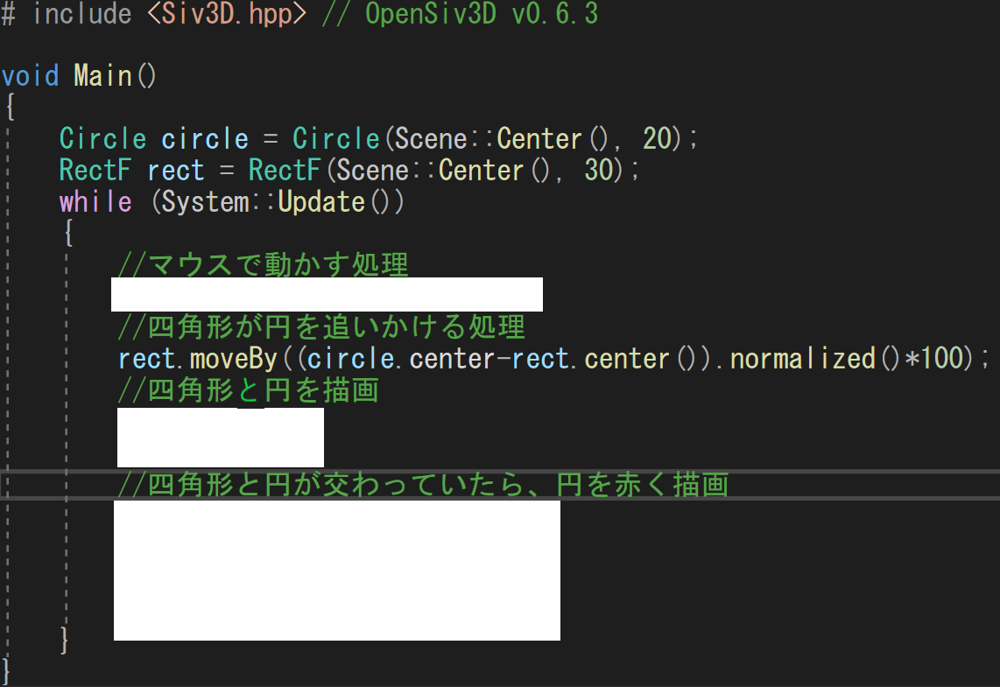 # include <Siv3D.hpp> // OpenSiv3D v0.6.3
void Main()
{
Circle circle = Circle(Scene::Center(), 20);
RectF rect = RectF(Scene::Center(), 30);
while (System::Update())
{
//マウスで動かす処理
//四角形が円を追いかける処理
rect.moveBy((circle.center-rect.center()).normalized()*100);
//四角形と円を描画
//四角形と円が交わっていたら、円を赤く描画
}
}